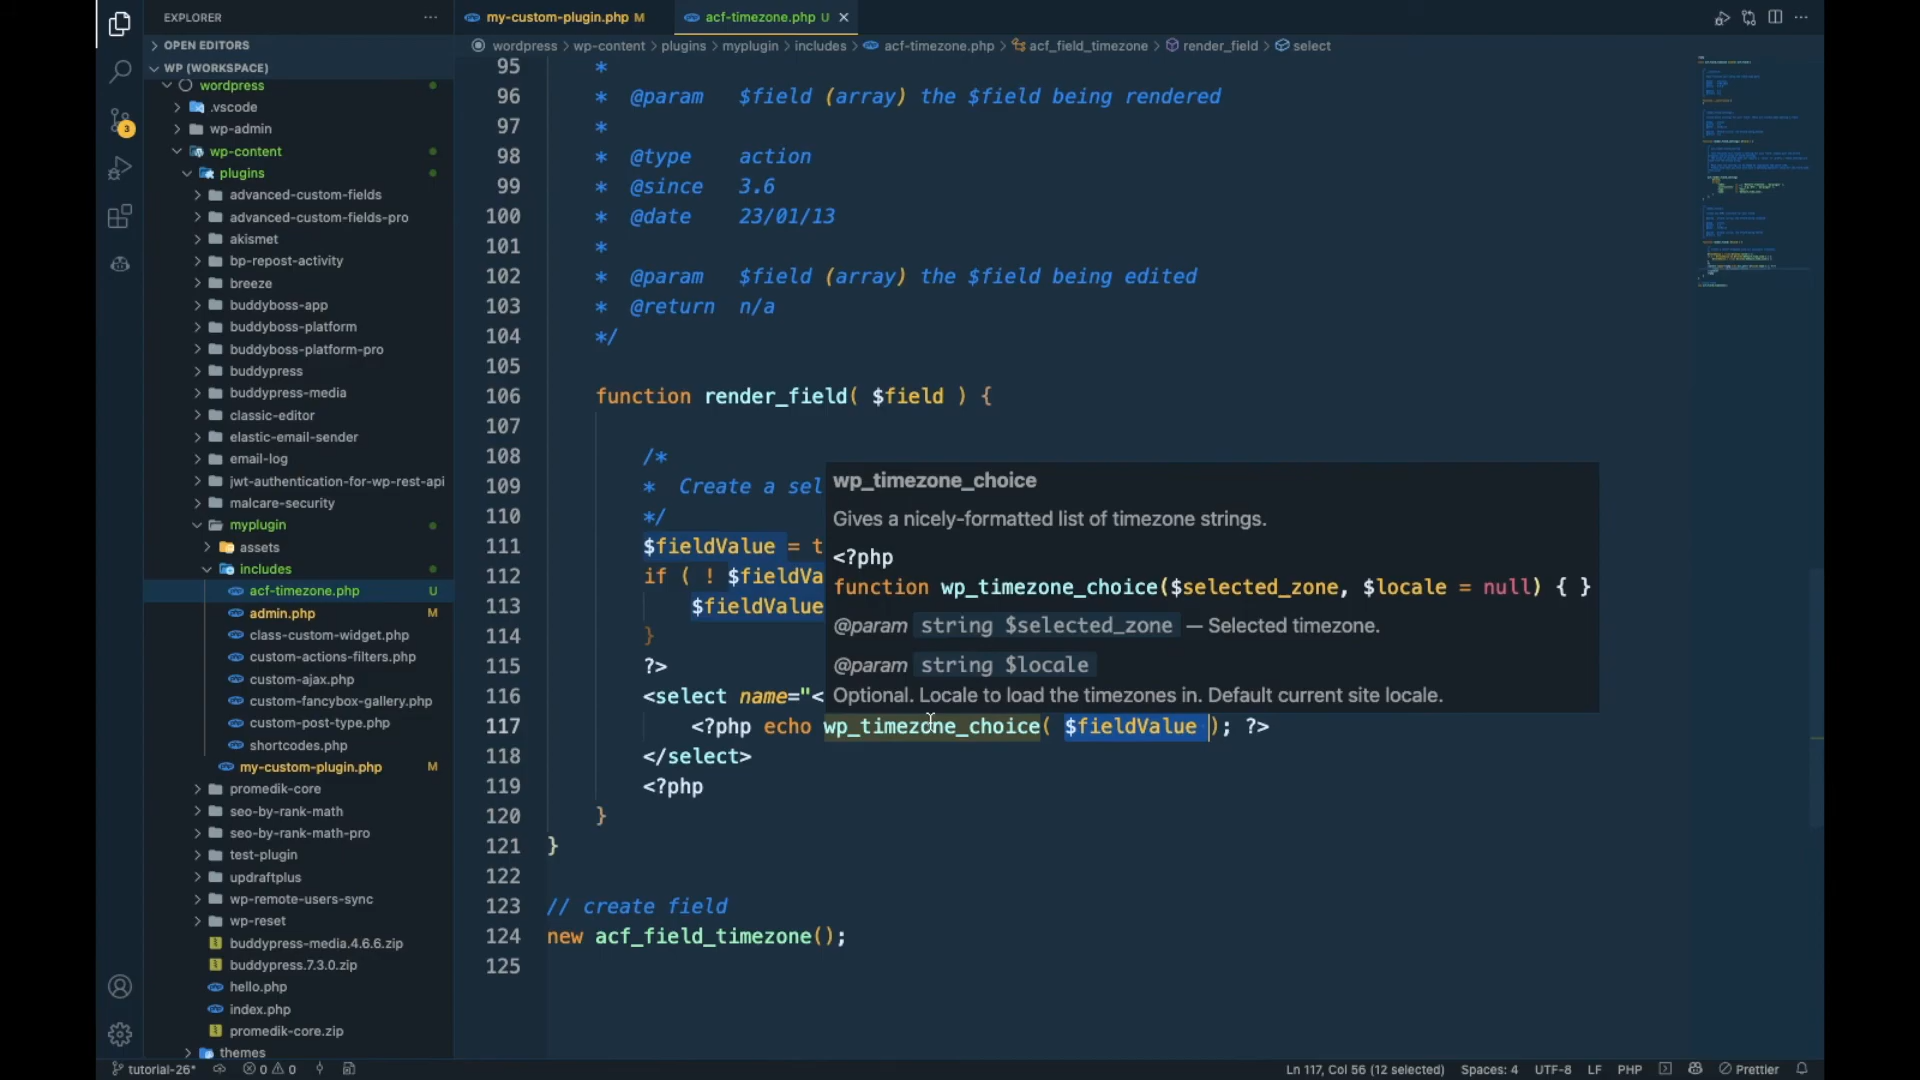 EXPLORER
my-custom-plugin.php M
acf-timezone.php U
OPEN EDITORS
wordpress > wp-content > plugins > myplugin > includes > acf-timezone.php > acf_field_timezone > render_field > select
WP (WORKSPACE)
wordpress
.vscode
wp-admin
wp-content
plugins
advanced-custom-fields
advanced-custom-fields-pro
akismet
bp-repost-activity
breeze
buddyboss-app
buddyboss-platform
buddyboss-platform-pro
buddypress
buddypress-media
classic-editor
elastic-email-sender
email-log
jwt-authentication-for-wp-rest-api
malcare-security
myplugin
assets
includes
acf-timezone.php U
admin.php M
class-custom-widget.php
custom-actions-filters.php
custom-ajax.php
custom-fancybox-gallery.php
custom-post-type.php
shortcodes.php
my-custom-plugin.php M
promedik-core
seo-by-rank-math
seo-by-rank-math-pro
test-plugin
updraftplus
wp-remote-users-sync
wp-reset
buddypress-media.4.6.6.zip
buddypress.7.3.0.zip
hello.php
index.php
promedik-core.zip
themes
3
95 *
96 * @param $field (array) the $field being rendered
97 *
98 * @type action
99 * @since 3.6
100 * @date 23/01/13
101 *
102 * @param $field (array) the $field being edited
103 * @return n/a
104 */
105
106 function render_field( $field ) {
107
108 /*
109 * Create a sel
110 */
111 $fieldValue = t
112 if ( ! $fieldVa
113 $fieldValue
114 }
115 ?>
116 <select name="<
117 <?php echo wp_timezone_choice( $fieldValue ); ?>
118 </select>
119 <?php
120 }
121 }
122
123 // create field
124 new acf_field_timezone();
125
wp_timezone_choice
Gives a nicely-formatted list of timezone strings.
<?php
function wp_timezone_choice($selected_zone, $locale = null) { }
@param string $selected_zone — Selected timezone.
@param string $locale
Optional. Locale to load the timezones in. Default current site locale.
tutorial-26* 0 0 Ln 117, Col 56 (12 selected) Spaces: 4 UTF-8 LF PHP Prettier